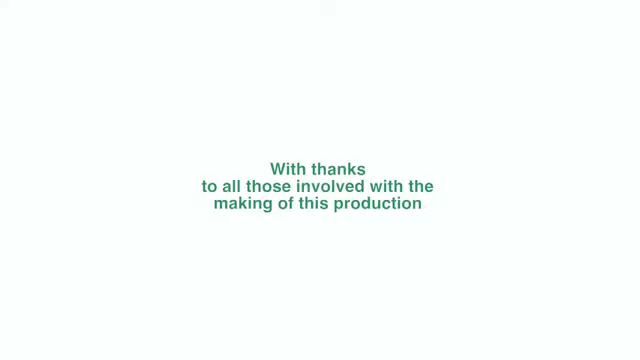 With thanks
to all those involved with the
making of this production